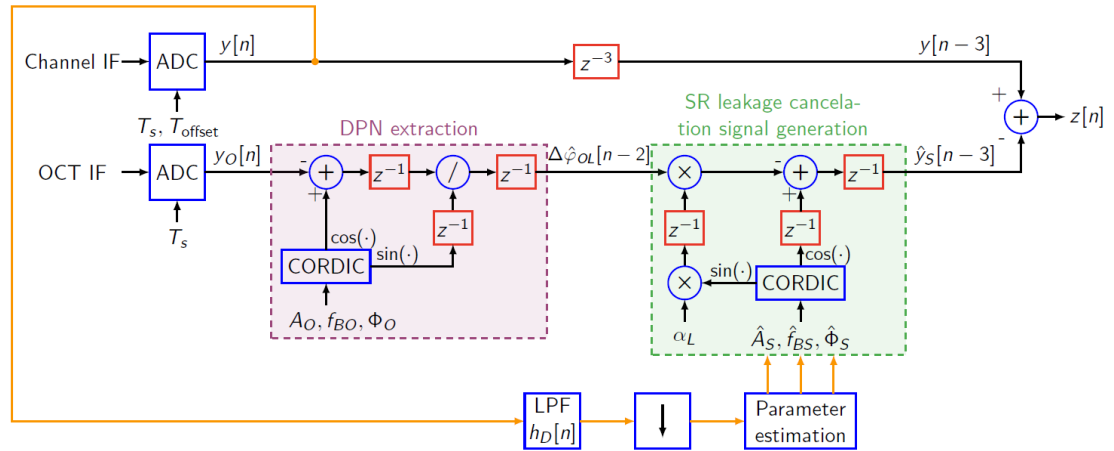 Channel IF
ADC
y[n]
z⁻³
y[n − 3]
T_s, T_offset
+
+
z[n]
-
DPN extraction
SR leakage cancela-
tion signal generation
OCT IF
ADC
y_O[n]
T_s
-
+
+
z⁻¹
/
z⁻¹
z⁻¹
cos(·)
sin(·)
CORDIC
A_O, f_BO, Φ_O
Δφ̂_OL[n − 2]
×
-
+
+
z⁻¹
ŷ_S[n − 3]
z⁻¹
z⁻¹
cos(·)
sin(·)
×
CORDIC
α_L
Â_S, f̂_BS, Φ̂_S
LPF
h_D[n]
Parameter
estimation